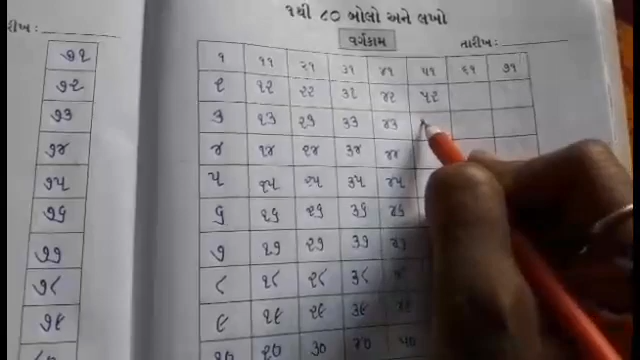 ૧થી ૮૦ બોલો અને લખો
રીખ:
વર્ગકામ
તારીખ:
૭૧
૭૨
૭૩
૭૪
૭૫
૭૬
૭૭
૭૮
૭૯
૧ ૧૧ ૨૧ ૩૧ ૪૧ ૫૧ ૬૧ ૭૧
૨ ૧૨ ૨૨ ૩૨ ૪૨ ૫૨
૩ ૧૩ ૨૩ ૩૩ ૪૩
૪ ૧૪ ૨૪ ૩૪ ૪૪
૫ ૧૫ ૨૫ ૩૫ ૪૫
૬ ૧૬ ૨૬ ૩૬ ૪૬
૭ ૧૭ ૨૭ ૩૭ ૪૭
૮ ૧૮ ૨૮ ૩૮
૯ ૧૯ ૨૯ ૩૯ ૪૯
૧૦ ૨૦ ૩૦ ૪૦ ૫૦